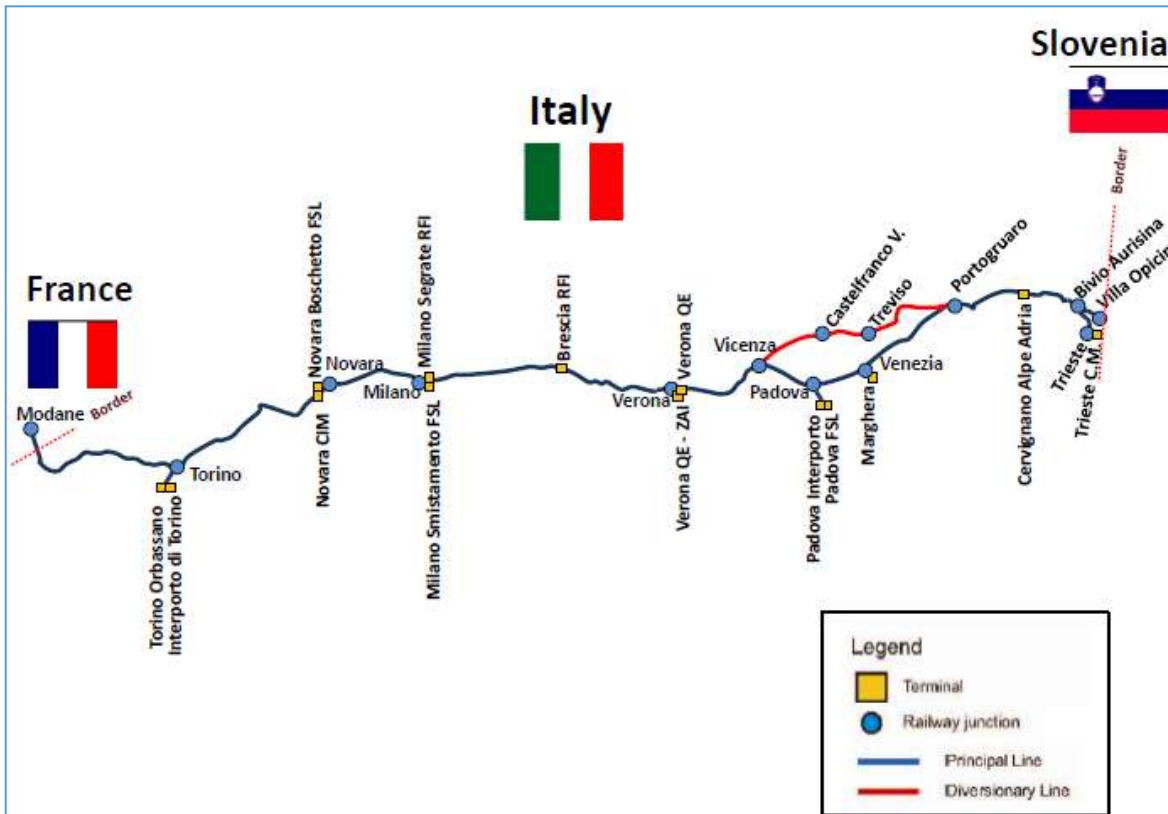 Slovenia
Italy
Border
France
Modane
Border
Torino
Torino Orbassano
Interporto di Torino
Novara Boschetto FSL
Novara CIM
Novara
Milano
Milano Segrate RFI
Milano Smistamento FSL
Brescia RFI
Verona
Verona QE
Verona QE - ZAI
Vicenza
Castelfranco V.
Treviso
Portogruaro
Padova
Padova Interporto
Padova FSL
Venezia
Marghera
Cervignano Alpe Adria
Bivio Aurisina
Villa Opicin
Trieste
Trieste C.M.
Legend
Terminal
Railway junction
Principal Line
Diversionary Line